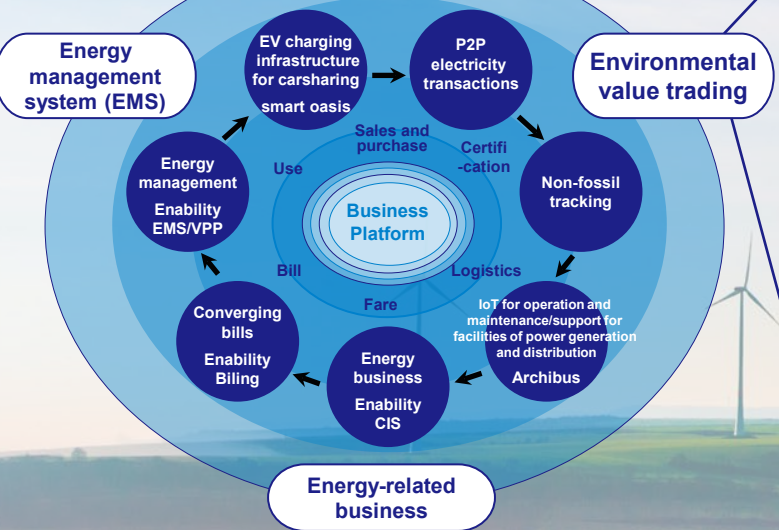 Energy
management
system (EMS)
EV charging
infrastructure
for carsharing
smart oasis
P2P
electricity
transactions
Environmental
value trading
Energy
management
Enability
EMS/VPP
Use
Sales and
purchase
Certifi
-cation
Non-fossil
tracking
Business
Platform
Bill
Fare
Logistics
Converging
bills
Enability
Biling
Energy
business
Enability
CIS
IoT for operation and
maintenance/support for
facilities of power generation
and distribution
Archibus
Energy-related
business